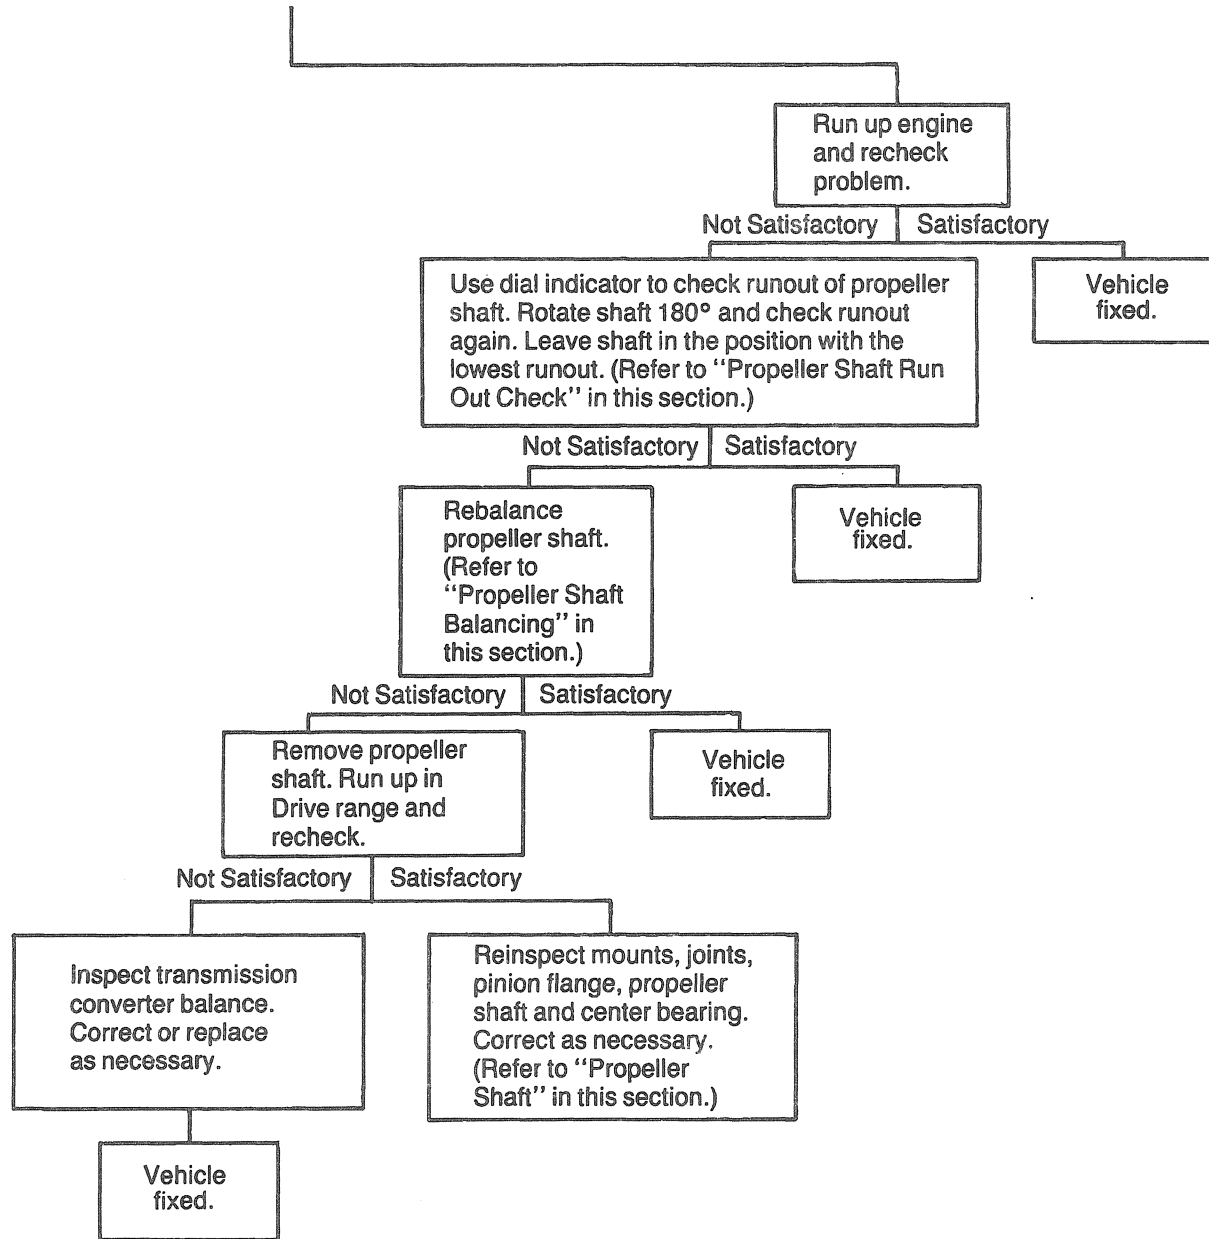 Run up engine
and recheck
problem.
Not Satisfactory
Satisfactory
Use dial indicator to check runout of propeller
shaft. Rotate shaft 180° and check runout
again. Leave shaft in the position with the
lowest runout. (Refer to “Propeller Shaft Run
Out Check” in this section.)
Vehicle
fixed.
Not Satisfactory
Satisfactory
Rebalance
propeller shaft.
(Refer to
“Propeller Shaft
Balancing” in
this section.)
Vehicle
fixed.
Not Satisfactory
Satisfactory
Remove propeller
shaft. Run up in
Drive range and
recheck.
Vehicle
fixed.
Not Satisfactory
Satisfactory
Inspect transmission
converter balance.
Correct or replace
as necessary.
Reinspect mounts, joints,
pinion flange, propeller
shaft and center bearing.
Correct as necessary.
(Refer to “Propeller
Shaft” in this section.)
Vehicle
fixed.